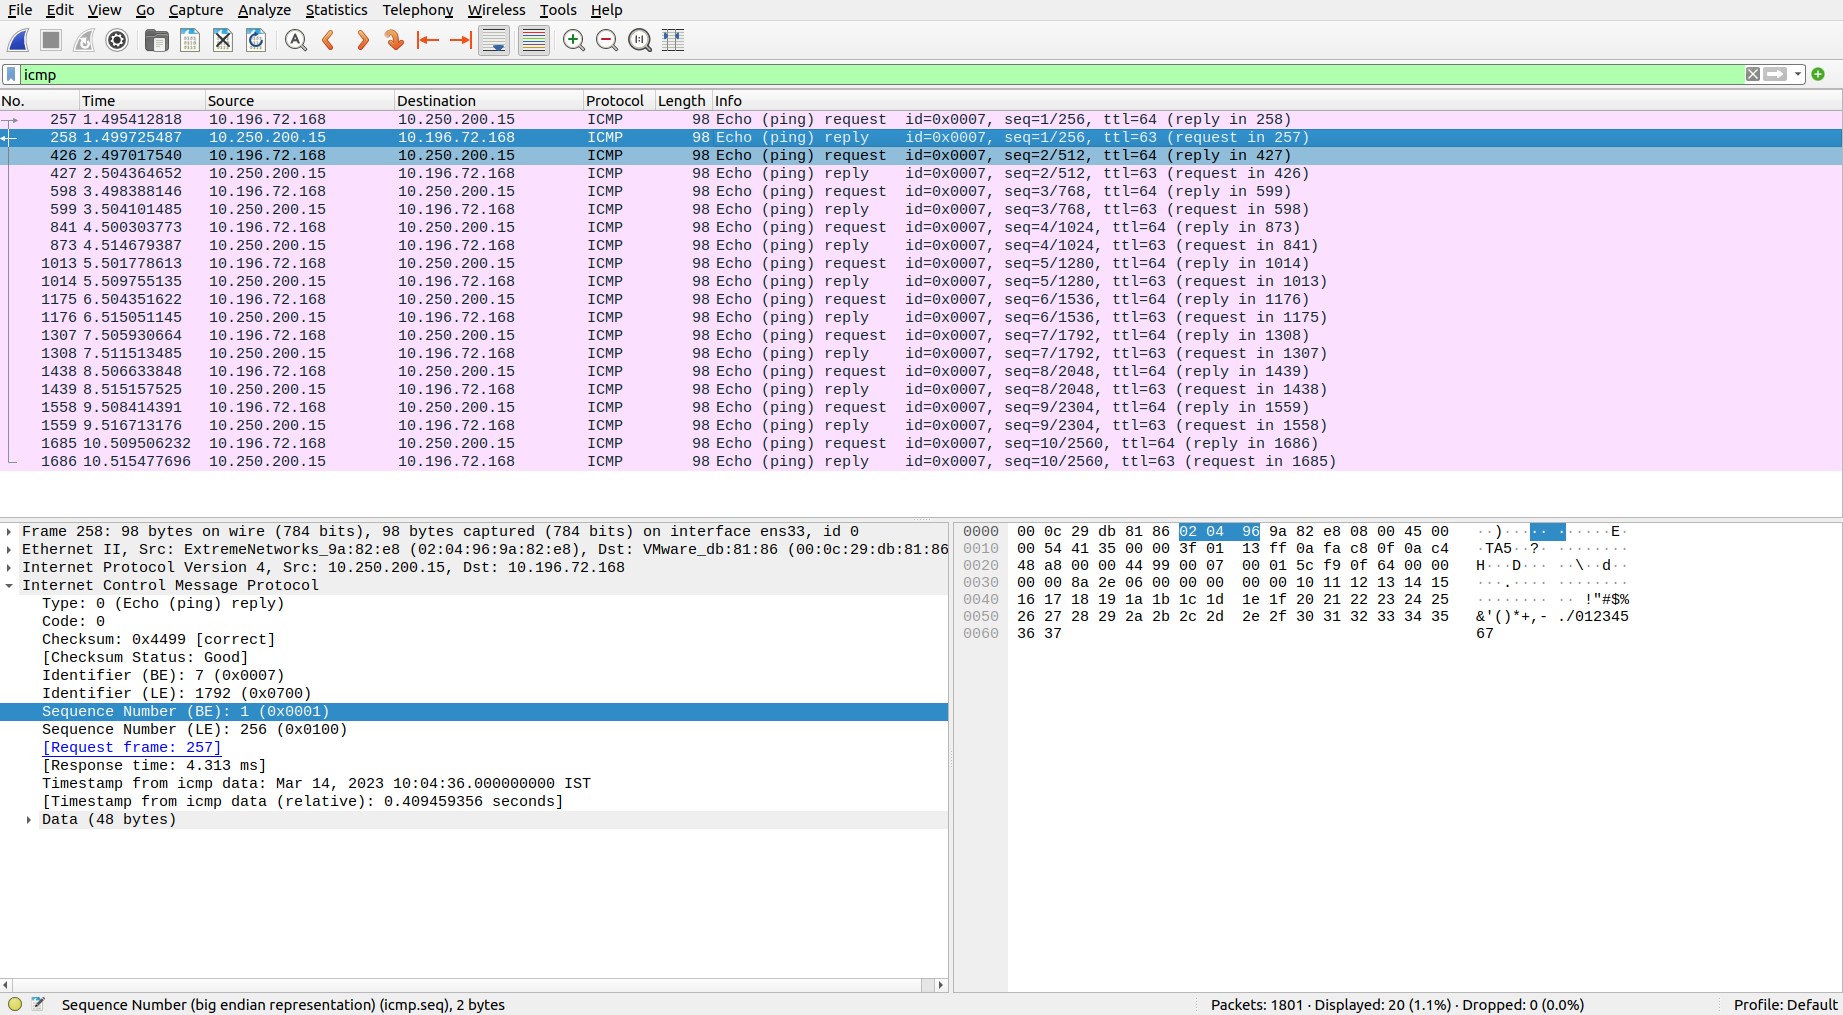 File Edit View Go Capture Analyze Statistics Telephony Wireless Tools Help
icmp
No. Time Source Destination Protocol Length Info
257 1.495412818 10.196.72.168 10.250.200.15 ICMP 98 Echo (ping) request id=0x0007, seq=1/256, ttl=64 (reply in 258)
258 1.499725487 10.250.200.15 10.196.72.168 ICMP 98 Echo (ping) reply id=0x0007, seq=1/256, ttl=63 (request in 257)
426 2.497017540 10.196.72.168 10.250.200.15 ICMP 98 Echo (ping) request id=0x0007, seq=2/512, ttl=64 (reply in 427)
427 2.504364652 10.250.200.15 10.196.72.168 ICMP 98 Echo (ping) reply id=0x0007, seq=2/512, ttl=63 (request in 426)
598 3.498388146 10.196.72.168 10.250.200.15 ICMP 98 Echo (ping) request id=0x0007, seq=3/768, ttl=64 (reply in 599)
599 3.504101485 10.250.200.15 10.196.72.168 ICMP 98 Echo (ping) reply id=0x0007, seq=3/768, ttl=63 (request in 598)
841 4.500303773 10.196.72.168 10.250.200.15 ICMP 98 Echo (ping) request id=0x0007, seq=4/1024, ttl=64 (reply in 873)
873 4.514679387 10.250.200.15 10.196.72.168 ICMP 98 Echo (ping) reply id=0x0007, seq=4/1024, ttl=63 (request in 841)
1013 5.501778613 10.196.72.168 10.250.200.15 ICMP 98 Echo (ping) request id=0x0007, seq=5/1280, ttl=64 (reply in 1014)
1014 5.509755135 10.250.200.15 10.196.72.168 ICMP 98 Echo (ping) reply id=0x0007, seq=5/1280, ttl=63 (request in 1013)
1175 6.504351622 10.196.72.168 10.250.200.15 ICMP 98 Echo (ping) request id=0x0007, seq=6/1536, ttl=64 (reply in 1176)
1176 6.515051145 10.250.200.15 10.196.72.168 ICMP 98 Echo (ping) reply id=0x0007, seq=6/1536, ttl=63 (request in 1175)
1307 7.505930664 10.196.72.168 10.250.200.15 ICMP 98 Echo (ping) request id=0x0007, seq=7/1792, ttl=64 (reply in 1308)
1308 7.511513485 10.250.200.15 10.196.72.168 ICMP 98 Echo (ping) reply id=0x0007, seq=7/1792, ttl=63 (request in 1307)
1438 8.506633848 10.196.72.168 10.250.200.15 ICMP 98 Echo (ping) request id=0x0007, seq=8/2048, ttl=64 (reply in 1439)
1439 8.515157525 10.250.200.15 10.196.72.168 ICMP 98 Echo (ping) reply id=0x0007, seq=8/2048, ttl=63 (request in 1438)
1558 9.508414391 10.196.72.168 10.250.200.15 ICMP 98 Echo (ping) request id=0x0007, seq=9/2304, ttl=64 (reply in 1559)
1559 9.516713176 10.250.200.15 10.196.72.168 ICMP 98 Echo (ping) reply id=0x0007, seq=9/2304, ttl=63 (request in 1558)
1685 10.509506232 10.196.72.168 10.250.200.15 ICMP 98 Echo (ping) request id=0x0007, seq=10/2560, ttl=64 (reply in 1686)
1686 10.515477696 10.250.200.15 10.196.72.168 ICMP 98 Echo (ping) reply id=0x0007, seq=10/2560, ttl=63 (request in 1685)
Frame 258: 98 bytes on wire (784 bits), 98 bytes captured (784 bits) on interface ens33, id 0
Ethernet II, Src: ExtremeNetworks_9a:82:e8 (02:04:96:9a:82:e8), Dst: VMware_db:81:86 (00:0c:29:db:81:86
Internet Protocol Version 4, Src: 10.250.200.15, Dst: 10.196.72.168
Internet Control Message Protocol
Type: 0 (Echo (ping) reply)
Code: 0
Checksum: 0x4499 [correct]
[Checksum Status: Good]
Identifier (BE): 7 (0x0007)
Identifier (LE): 1792 (0x0700)
Sequence Number (BE): 1 (0x0001)
Sequence Number (LE): 256 (0x0100)
[Request frame: 257]
[Response time: 4.313 ms]
Timestamp from icmp data: Mar 14, 2023 10:04:36.000000000 IST
[Timestamp from icmp data (relative): 0.409459356 seconds]
Data (48 bytes)
0000 00 0c 29 db 81 86 02 04 96 9a 82 e8 08 00 45 00 ··)··· ·· ·····E·
0010 00 54 41 35 00 00 3f 01 13 ff 0a fa c8 0f 0a c4 ·TA5··?· ········
0020 48 a8 00 00 44 99 00 07 00 01 5c f9 0f 64 00 00 H···D··· ··\··d··
0030 00 00 8a 2e 06 00 00 00 00 00 10 11 12 13 14 15 ···.···· ········
0040 16 17 18 19 1a 1b 1c 1d 1e 1f 20 21 22 23 24 25 ········ ·· !"#$%
0050 26 27 28 29 2a 2b 2c 2d 2e 2f 30 31 32 33 34 35 &'()*+,- ./012345
0060 36 37 67
Sequence Number (big endian representation) (icmp.seq), 2 bytes
Packets: 1801 · Displayed: 20 (1.1%) · Dropped: 0 (0.0%)
Profile: Default